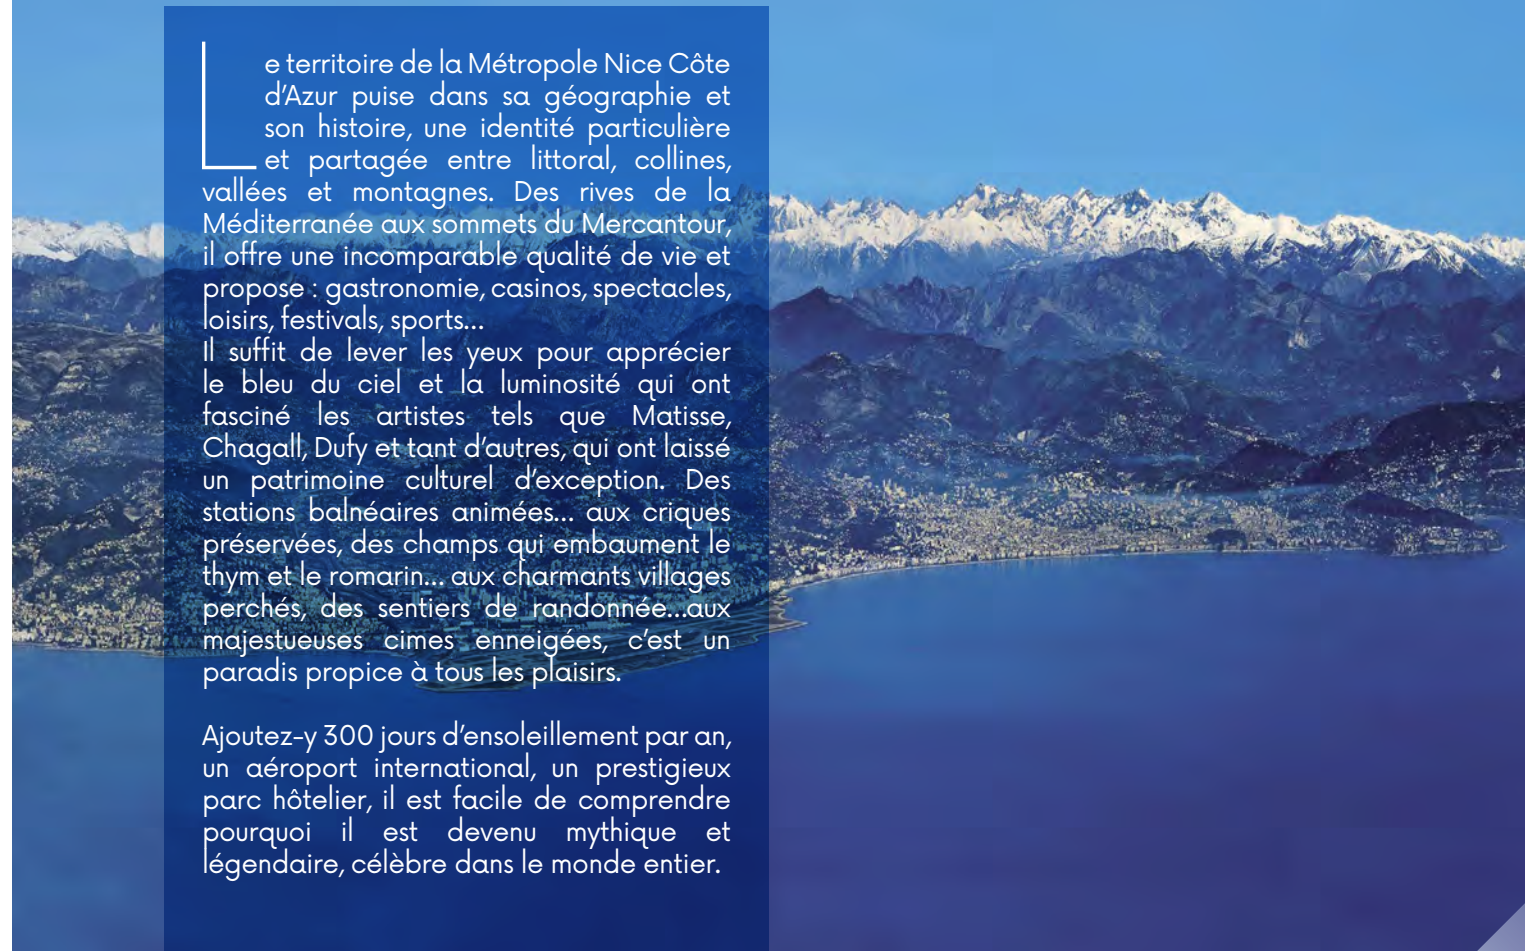 Le territoire de la Métropole Nice Côte
d’Azur puise dans sa géographie et
son histoire, une identité particulière
et partagée entre littoral, collines,
vallées et montagnes. Des rives de la
Méditerranée aux sommets du Mercantour,
il offre une incomparable qualité de vie et
propose : gastronomie, casinos, spectacles,
loisirs, festivals, sports...
Il suffit de lever les yeux pour apprécier
le bleu du ciel et la luminosité qui ont
fasciné les artistes tels que Matisse,
Chagall, Dufy et tant d’autres, qui ont laissé
un patrimoine culturel d’exception. Des
stations balnéaires animées... aux criques
préservées, des champs qui embaument le
thym et le romarin... aux charmants villages
perchés, des sentiers de randonnée...aux
majestueuses cimes enneigées, c’est un
paradis propice à tous les plaisirs.
Ajoutez-y 300 jours d’ensoleillement par an,
un aéroport international, un prestigieux
parc hôtelier, il est facile de comprendre
pourquoi il est devenu mythique et
légendaire, célèbre dans le monde entier.